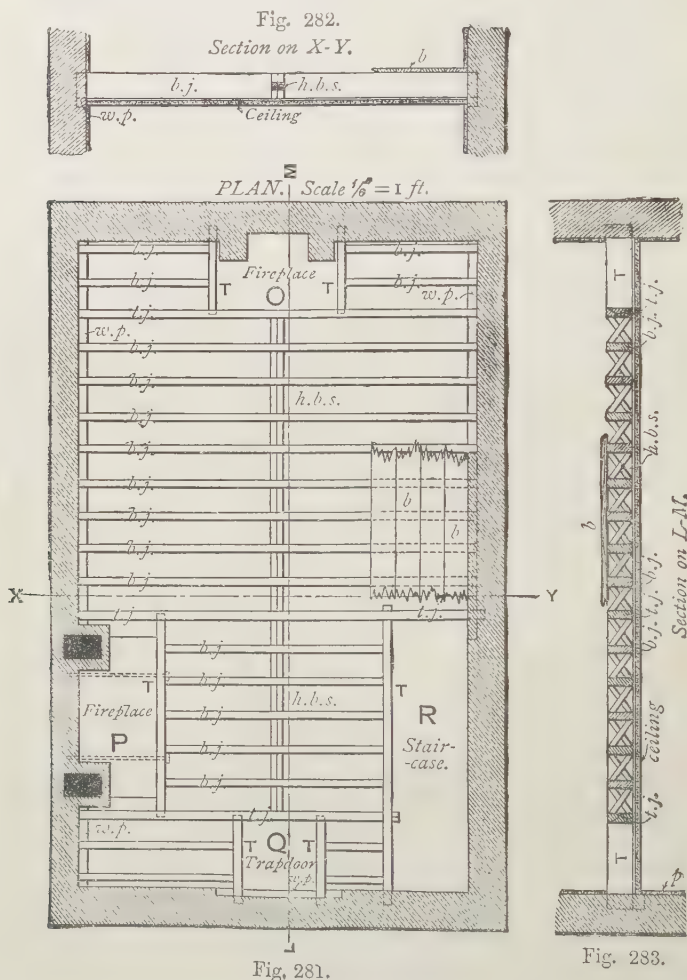 Fig. 282.
Section on X-Y.
b
b.j.
h.b.s.
Ceiling
w.p.
M
PLAN. Scale 1/6" = 1 ft.
t.j.
b.j.
Fireplace
b.j.
T
O
T
b.j.
w.p.
t.j.
w.p.
b.j.
b.j.
h.b.s.
b.j.
b.j.
b.j.
b
b.j.
b
b.j.
b.j.
X
Y
t.j.
t.j.
b.j.
T
b.j.
h.b.s.
T
Fireplace
b.j.
R
P
Stair-
-case.
b.j.
b.j.
t.j.
w.p.
T
Q
T
Trapdoor
w.p.
L
Fig. 281.
T
b.j. t.j.
h.b.s.
b
b.j. t.j. b.j.
Section on L-M.
ceiling
t.j.
T
p
Fig. 283.